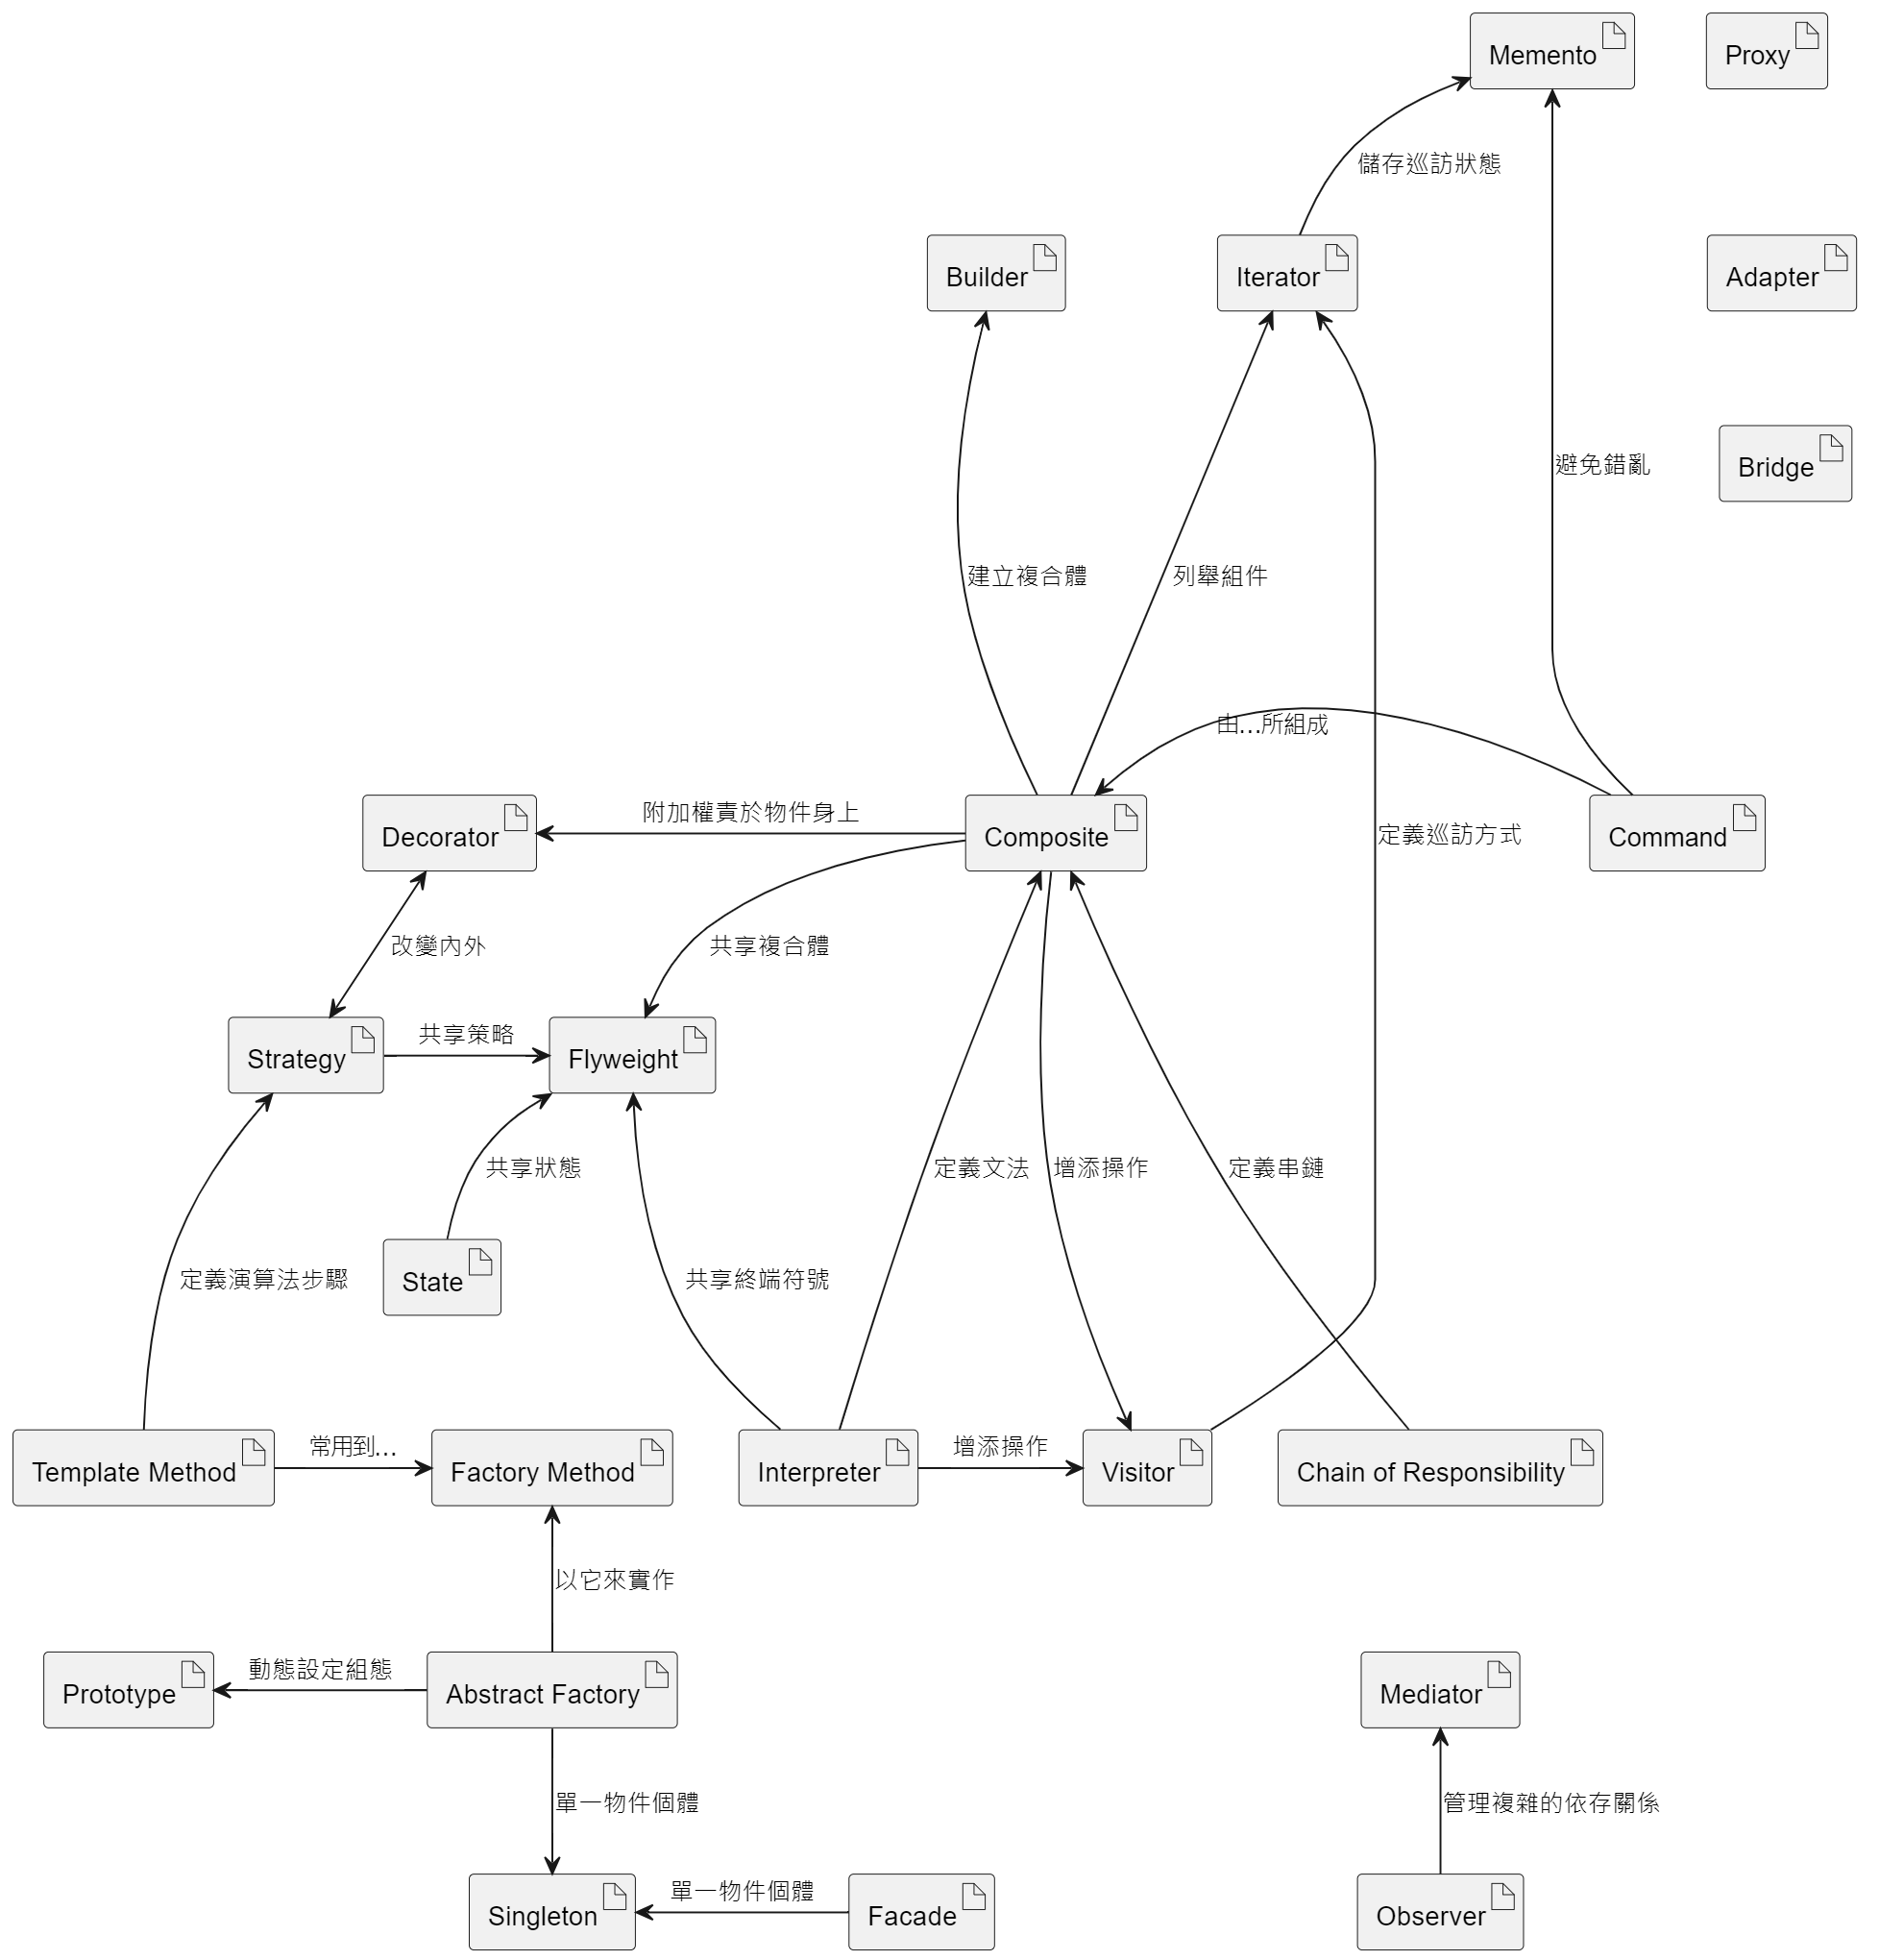 Memento
Proxy
儲存巡訪狀態
Builder
Iterator
Adapter
避免錯亂
Bridge
建立複合體
列舉組件
由...所組成
附加權責於物件身上
Decorator
Composite
定義巡訪方式
Command
改變內外
共享複合體
共享策略
Strategy
Flyweight
共享狀態
定義文法
增添操作
定義串鏈
定義演算法步驟
State
共享終端符號
常用到...
增添操作
Template Method
Factory Method
Interpreter
Visitor
Chain of Responsibility
以它來實作
動態設定組態
Prototype
Abstract Factory
Mediator
單一物件個體
管理複雜的依存關係
單一物件個體
Singleton
Facade
Observer